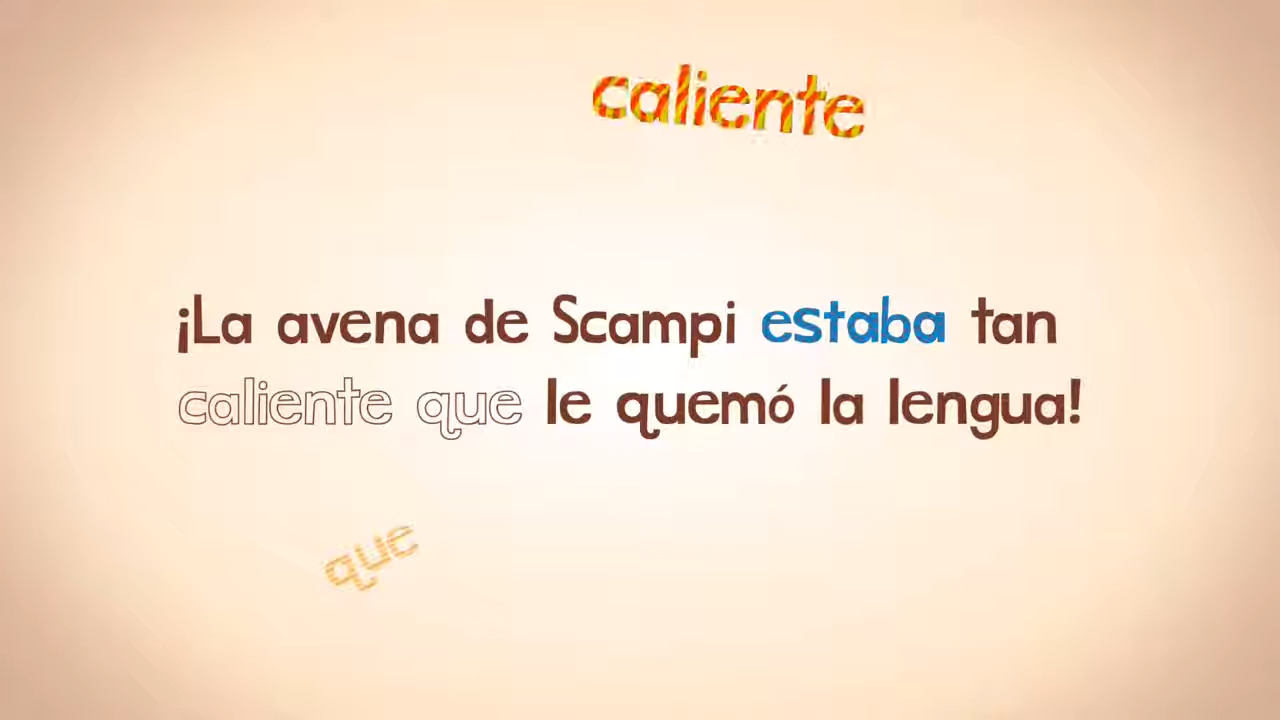 caliente
¡La avena de Scampi estaba tan
caliente que le quemó la lengua!
que